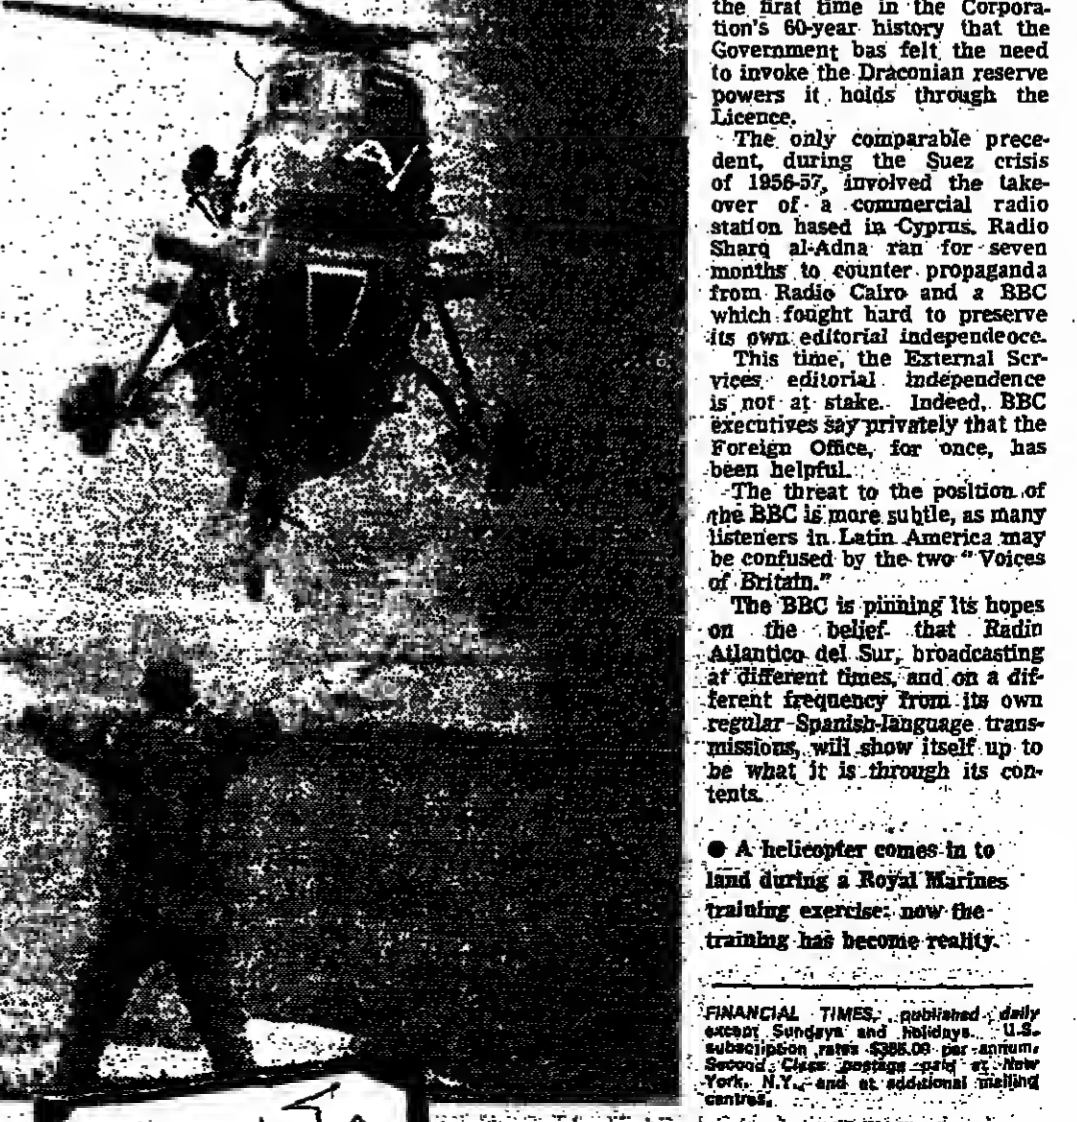 the first time in the Corpora-
tion's 60-year history that the
Government has felt the need
to invoke the Draconian reserve
powers it holds through the
Licence.
The only comparable prece-
dent, during the Suez crisis
of 1956-57, involved the take-
over of a commercial radio
station based in Cyprus. Radio
Sharq al-Adna ran for seven
months to counter propaganda
from Radio Cairo and a BBC
which fought hard to preserve
its own editorial independence.
This time, the External Ser-
vices editorial independence
is not at stake. Indeed, BBC
executives say privately that the
Foreign Office, for once, has
been helpful.
The threat to the position of
the BBC is more subtle, as many
listeners in Latin America may
be confused by the two "Voices
of Britain."
The BBC is pinning its hopes
on the belief that Radio
Atlantico del Sur, broadcasting
at different times, and on a dif-
ferent frequency from its own
regular Spanish-language trans-
missions, will show itself up to
be what it is through its con-
tents.
● A helicopter comes in to
land during a Royal Marines
training exercise: now the
training has become reality.
FINANCIAL TIMES, published daily
except Sundays and holidays. U.S.
subscription rates $365.00 per annum.
Second Class postage paid at New
York, N.Y., and at additional mailing
centres.